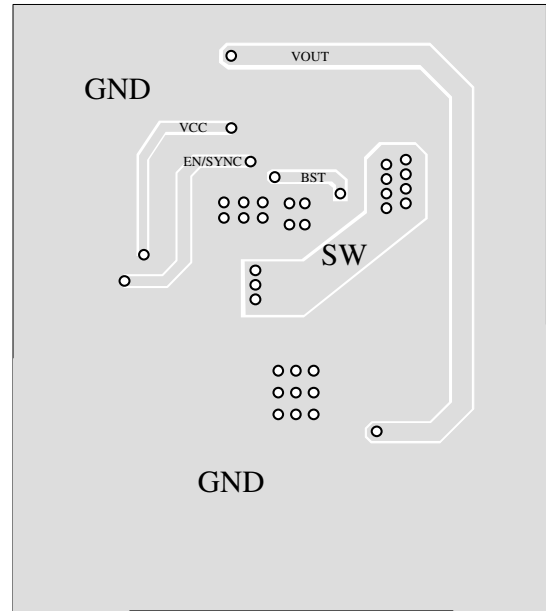 VOUT
GND
VCC
EN/SYNC
BST
SW
GND